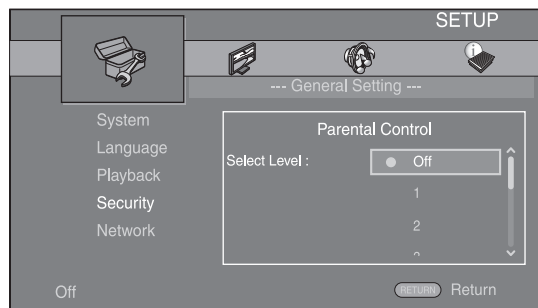 SETUP
--- General Setting ---
System
Language
Playback
Security
Network
Parental Control
Select Level :
Off
1
2
Off
RETURN Return